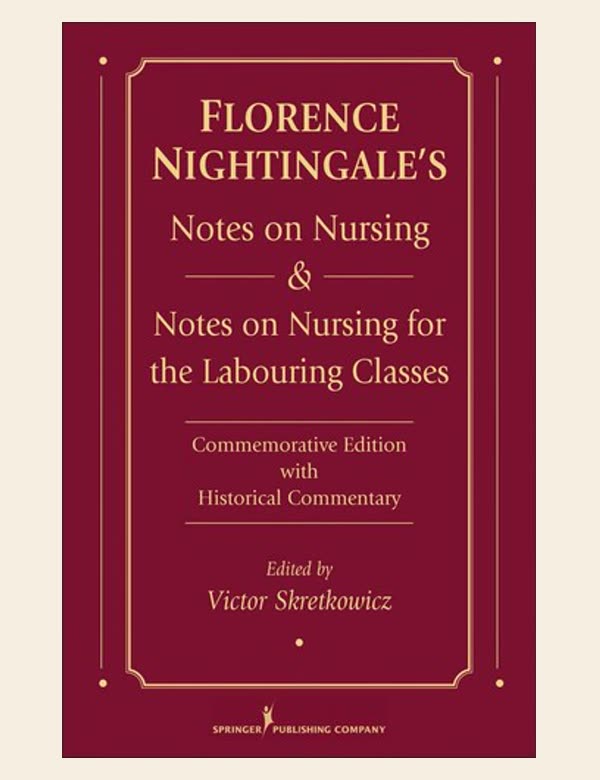 FLORENCE
NIGHTINGALE'S
Notes on Nursing
&
Notes on Nursing for
the Labouring Classes
Commemorative Edition
with
Historical Commentary
Edited by
Victor Skretkowicz
SPRINGER PUBLISHING COMPANY